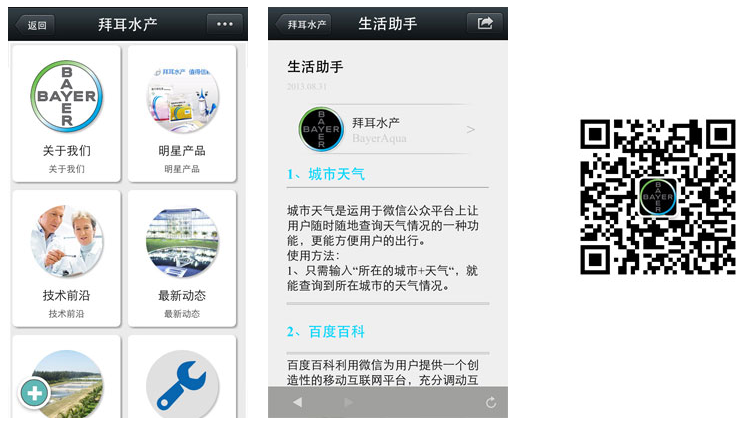 返回
拜耳水产
BAYER
BAYER
关于我们
关于我们
拜耳水产 值得信
明星产品
明星产品
技术前沿
技术前沿
最新动态
最新动态
拜耳水产
生活助手
生活助手
2013.08.31
BAYER
BAYER
拜耳水产
BayerAqua
1、城市天气
城市天气是运用于微信公众平台上让
用户随时随地查询天气情况的一种功
能，更能方便用户的出行。
使用方法：
1、只需输入“所在的城市+天气“，就
能查询到所在城市的天气情况。
2、百度百科
百度百科利用微信为用户提供一个创
造性的移动互联网平台，充分调动互
BAYER
BAYER